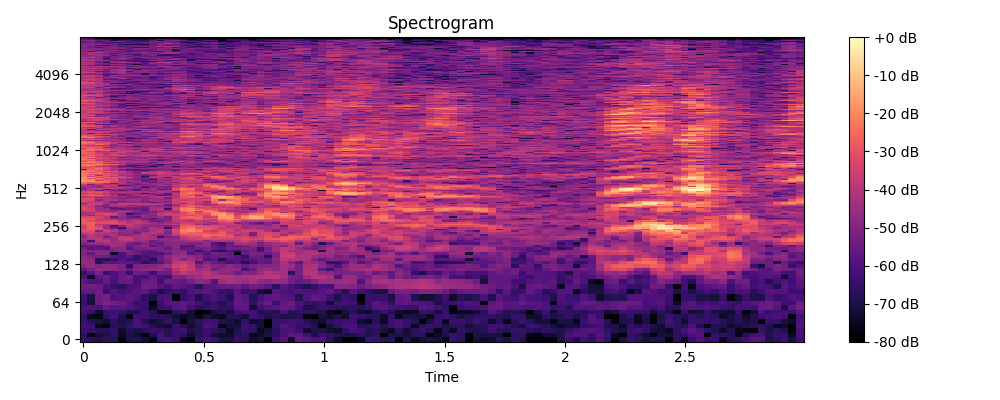 Spectrogram
Hz
4096
2048
1024
512
256
128
64
0
0
0.5
1
1.5
2
2.5
Time
+0 dB
-10 dB
-20 dB
-30 dB
-40 dB
-50 dB
-60 dB
-70 dB
-80 dB